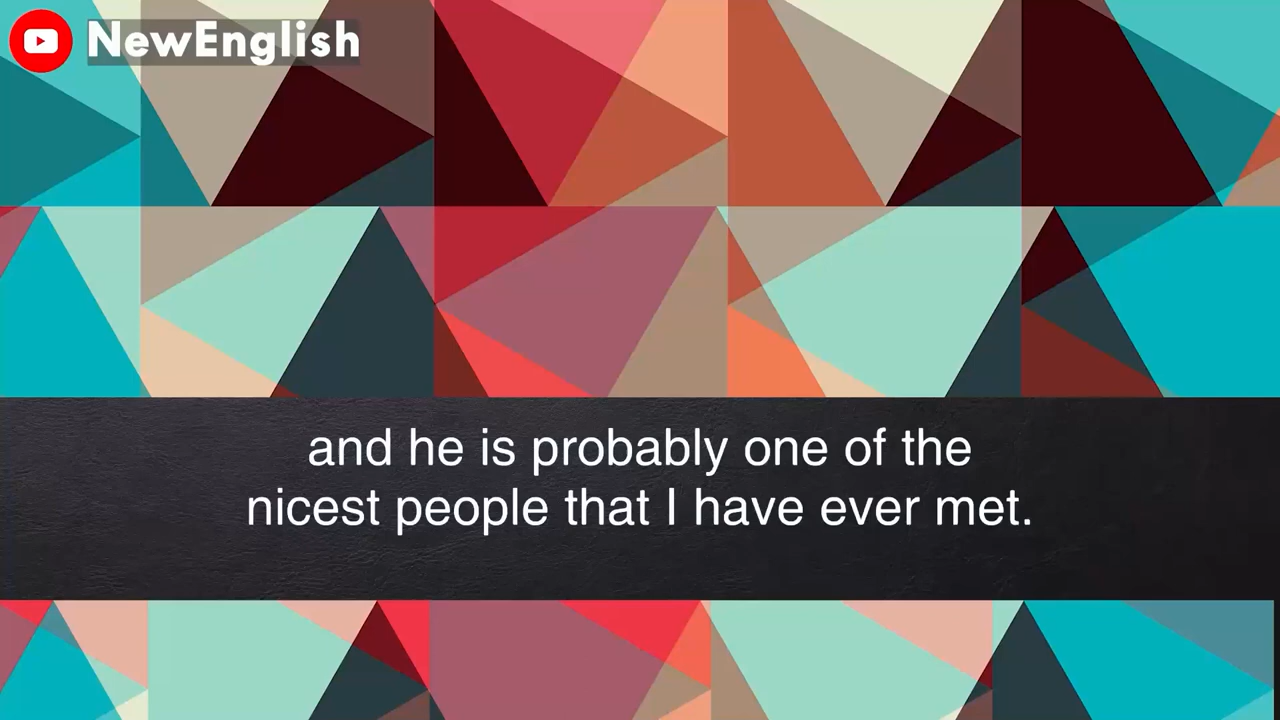 NewEnglish
and he is probably one of the
nicest people that I have ever met.